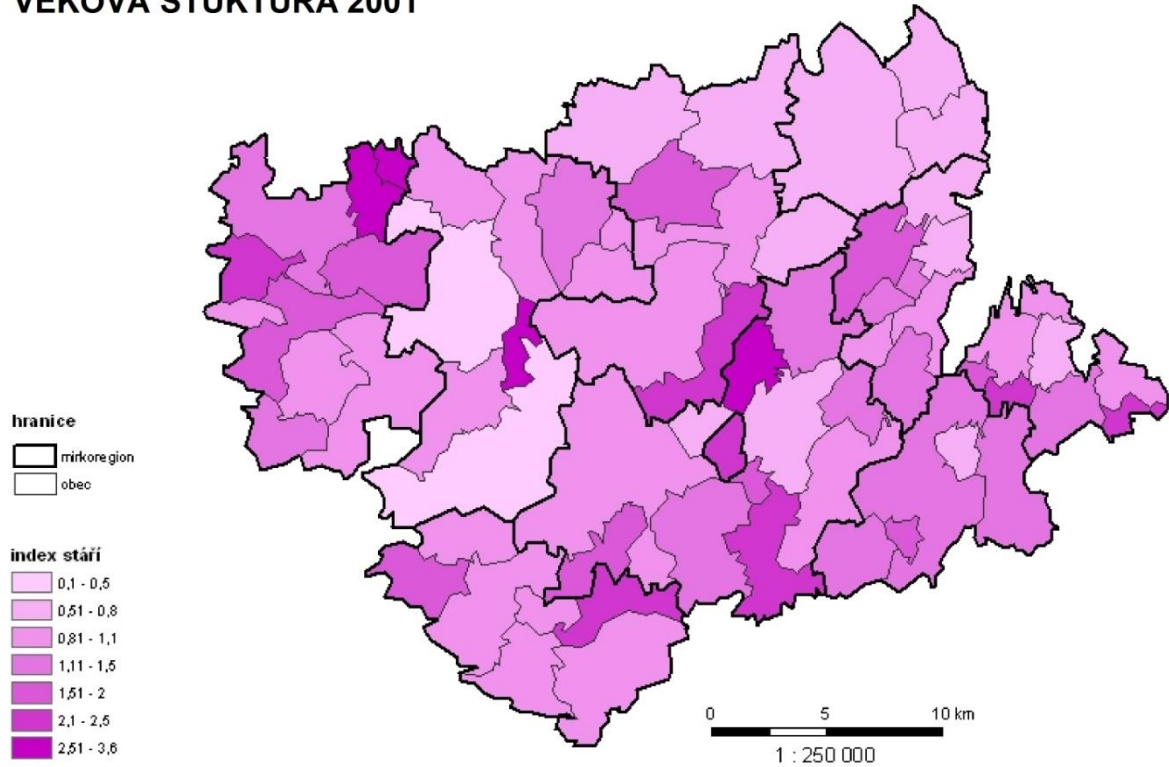 VĚKOVÁ STUKTURA 2001
hranice
mirkoregion
obec
index stáří
0,1 - 0,5
0,51 - 0,8
0,81 - 1,1
1,11 - 1,5
1,51 - 2
2,1 - 2,5
2,51 - 3,6
0 5 10 km
1 : 250 000